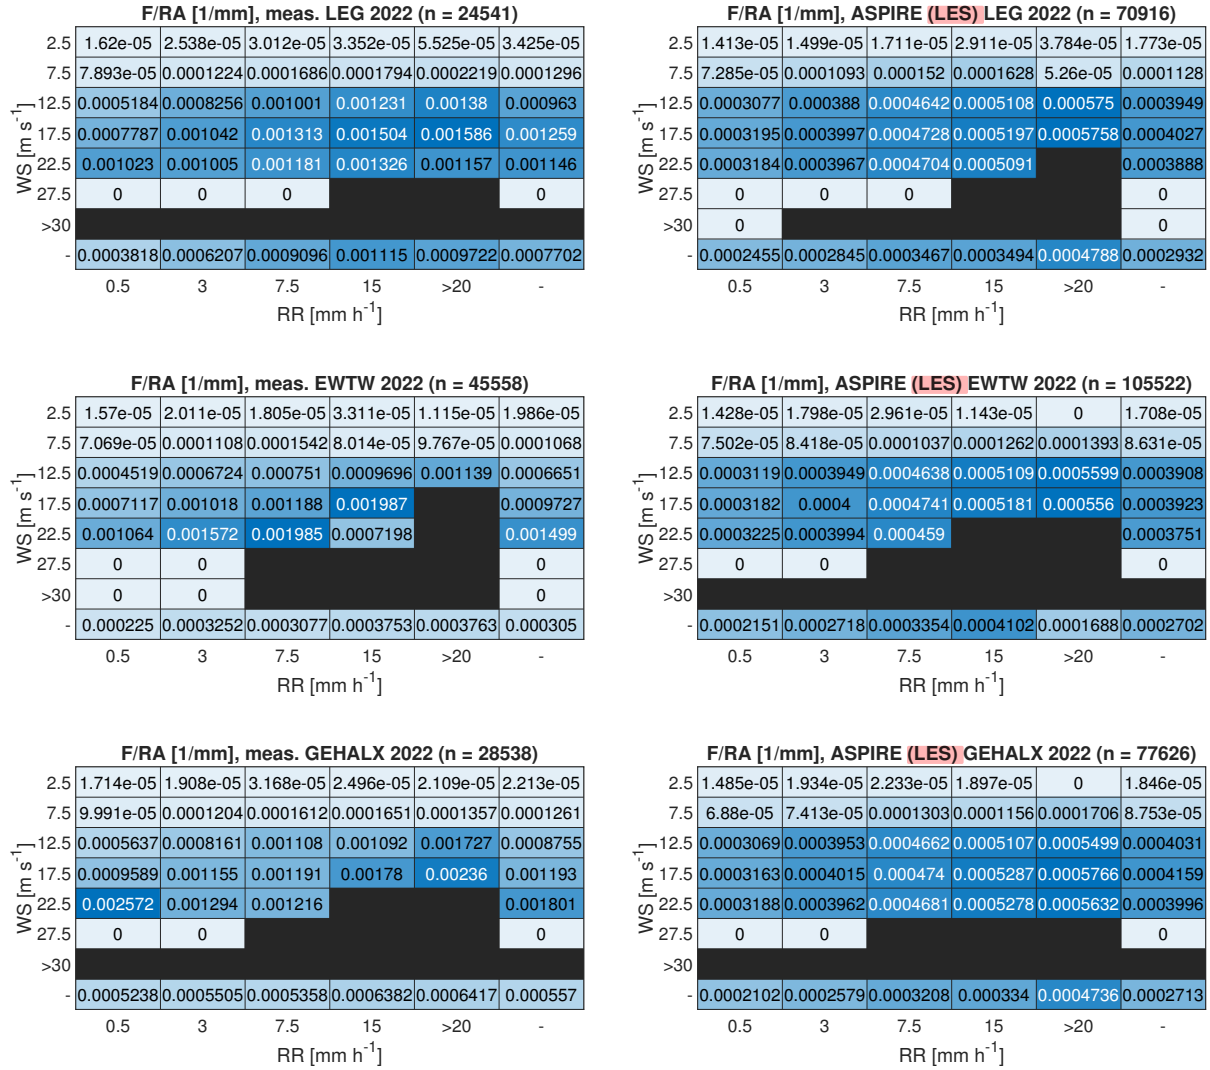 F/RA [1/mm], meas. LEG 2022 (n = 24541)
2.5 1.62e-05 2.538e-05 3.012e-05 3.352e-05 5.525e-05 3.425e-05
7.5 7.893e-05 0.0001224 0.0001686 0.0001794 0.0002219 0.0001296
12.5 0.0005184 0.0008256 0.001001 0.001231 0.00138 0.000963
17.5 0.0007787 0.001042 0.001313 0.001504 0.001586 0.001259
22.5 0.001023 0.001005 0.001181 0.001326 0.001157 0.001146
27.5 0 0 0 0
>30
- 0.0003818 0.0006207 0.0009096 0.001115 0.0009722 0.0007702
0.5 3 7.5 15 >20 -
RR [mm h-1]
WS [m s-1]
F/RA [1/mm], ASPIRE (LES) LEG 2022 (n = 70916)
2.5 1.413e-05 1.499e-05 1.711e-05 2.911e-05 3.784e-05 1.773e-05
7.5 7.285e-05 0.0001093 0.000152 0.0001628 5.26e-05 0.0001128
12.5 0.0003077 0.000388 0.0004642 0.0005108 0.000575 0.0003949
17.5 0.0003195 0.0003997 0.0004728 0.0005197 0.0005758 0.0004027
22.5 0.0003184 0.0003967 0.0004704 0.0005091 0.0003888
27.5 0 0 0 0
>30 0 0
- 0.0002455 0.0002845 0.0003467 0.0003494 0.0004788 0.0002932
0.5 3 7.5 15 >20 -
RR [mm h-1]
WS [m s-1]
F/RA [1/mm], meas. EWTW 2022 (n = 45558)
2.5 1.57e-05 2.011e-05 1.805e-05 3.311e-05 1.115e-05 1.986e-05
7.5 7.069e-05 0.0001108 0.0001542 8.014e-05 9.767e-05 0.0001068
12.5 0.0004519 0.0006724 0.000751 0.0009696 0.001139 0.0006651
17.5 0.0007117 0.001018 0.001188 0.001987 0.0009727
22.5 0.001064 0.001572 0.001985 0.0007198 0.001499
27.5 0 0 0
>30 0 0 0
- 0.000225 0.0003252 0.0003077 0.0003753 0.0003763 0.000305
0.5 3 7.5 15 >20 -
RR [mm h-1]
WS [m s-1]
F/RA [1/mm], ASPIRE (LES) EWTW 2022 (n = 105522)
2.5 1.428e-05 1.798e-05 2.961e-05 1.143e-05 0 1.708e-05
7.5 7.502e-05 8.418e-05 0.0001037 0.0001262 0.0001393 8.631e-05
12.5 0.0003119 0.0003949 0.0004638 0.0005109 0.0005599 0.0003908
17.5 0.0003182 0.0004 0.0004741 0.0005181 0.000556 0.0003923
22.5 0.0003225 0.0003994 0.000459 0.0003751
27.5 0 0 0
>30
- 0.0002151 0.0002718 0.0003354 0.0004102 0.0001688 0.0002702
0.5 3 7.5 15 >20 -
RR [mm h-1]
WS [m s-1]
F/RA [1/mm], meas. GEHALX 2022 (n = 28538)
2.5 1.714e-05 1.908e-05 3.168e-05 2.496e-05 2.109e-05 2.213e-05
7.5 9.991e-05 0.0001204 0.0001612 0.0001651 0.0001357 0.0001261
12.5 0.0005637 0.0008161 0.001108 0.001092 0.001727 0.0008755
17.5 0.0009589 0.001155 0.001191 0.00178 0.00236 0.001193
22.5 0.002572 0.001294 0.001216 0.001801
27.5 0 0 0
>30
- 0.0005238 0.0005505 0.0005358 0.0006382 0.0006417 0.000557
0.5 3 7.5 15 >20 -
RR [mm h-1]
WS [m s-1]
F/RA [1/mm], ASPIRE (LES) GEHALX 2022 (n = 77626)
2.5 1.485e-05 1.934e-05 2.233e-05 1.897e-05 0 1.846e-05
7.5 6.88e-05 7.413e-05 0.0001303 0.0001156 0.0001706 8.753e-05
12.5 0.0003069 0.0003953 0.0004662 0.0005107 0.0005499 0.0004031
17.5 0.0003163 0.0004015 0.000474 0.0005287 0.0005766 0.0004159
22.5 0.0003188 0.0003962 0.0004681 0.0005278 0.0005632 0.0003996
27.5 0 0 0
>30
- 0.0002102 0.0002579 0.0003208 0.000334 0.0004736 0.0002713
0.5 3 7.5 15 >20 -
RR [mm h-1]
WS [m s-1]